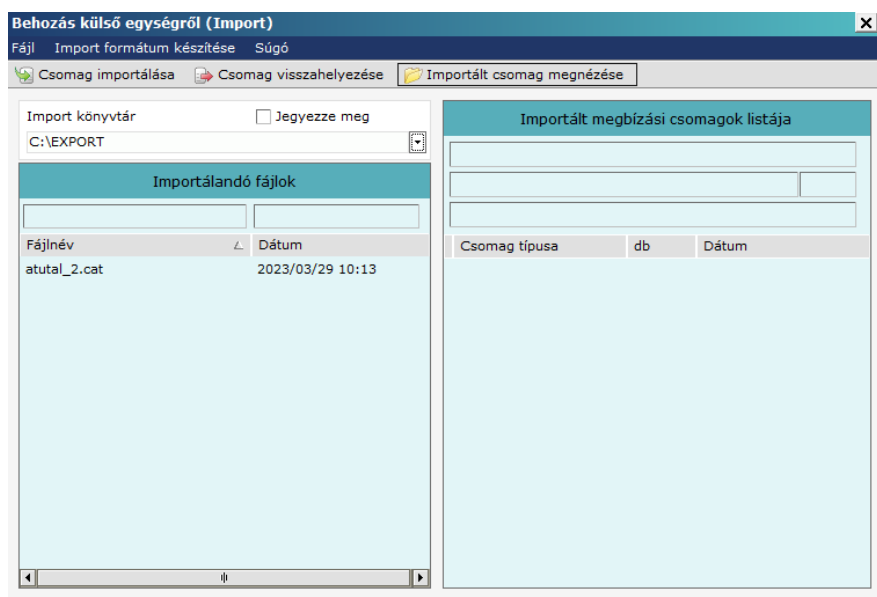 Behozás külső egységről (Import)
Fájl Import formátum készítése Súgó
Csomag importálása Csomag visszahelyezése Importált csomag megnézése
Import könyvtár Jegyezze meg
C:\EXPORT
Importálandó fájlok
Fájlnév Dátum
atutal_2.cat 2023/03/29 10:13
Importált megbízási csomagok listája
Csomag típusa db Dátum